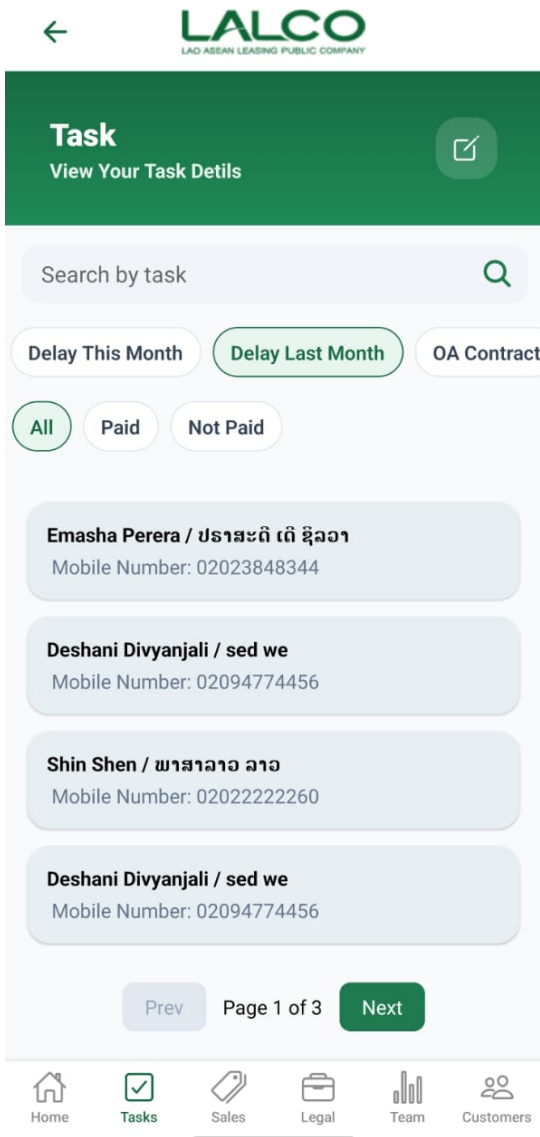 LALCO
LAO ASEAN LEASING PUBLIC COMPANY
Task
View Your Task Detils
Search by task
Delay This Month
Delay Last Month
OA Contract
All
Paid
Not Paid
Emasha Perera / ປຣາສະດີ ເດີ ຊິລວາ
Mobile Number: 02023848344
Deshani Divyanjali / sed we
Mobile Number: 02094774456
Shin Shen / ພາສາລາວ ລາວ
Mobile Number: 02022222260
Deshani Divyanjali / sed we
Mobile Number: 02094774456
Prev
Page 1 of 3
Next
Home
Tasks
Sales
Legal
Team
Customers